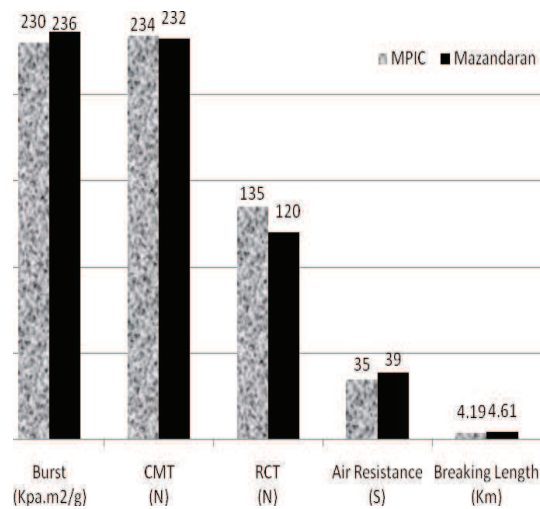 230 236 234 232
MPIC Mazandaran
135 120
35 39
4.19 4.61
Burst CMT RCT Air Resistance Breaking Length
(Kpa.m2/g) (N) (N) (S) (Km)